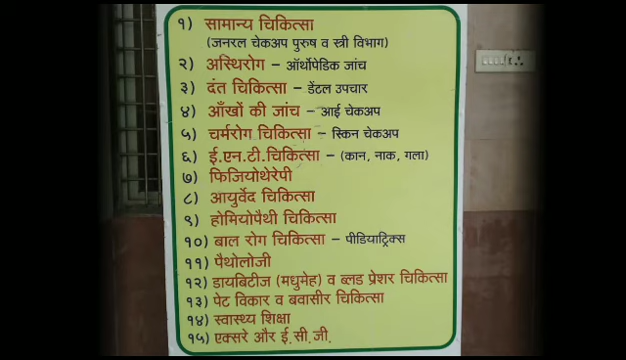 १) सामान्य चिकित्सा
(जनरल चेकअप पुरुष व स्त्री विभाग)
२) अस्थिरोग – ऑर्थोपेडिक जांच
३) दंत चिकित्सा – डेंटल उपचार
४) आँखों की जांच – आई चेकअप
५) चर्मरोग चिकित्सा – स्किन चेकअप
६) ई.एन.टी.चिकित्सा – (कान, नाक, गला)
७) फिजियोथेरेपी
८) आयुर्वेद चिकित्सा
९) होमियोपैथी चिकित्सा
१०) बाल रोग चिकित्सा – पीडियाट्रिक्स
११) पैथोलोजी
१२) डायबिटीज (मधुमेह) व ब्लड प्रेशर चिकित्सा
१३) पेट विकार व बवासीर चिकित्सा
१४) स्वास्थ्य शिक्षा
१५) एक्सरे और ई.सी.जी.